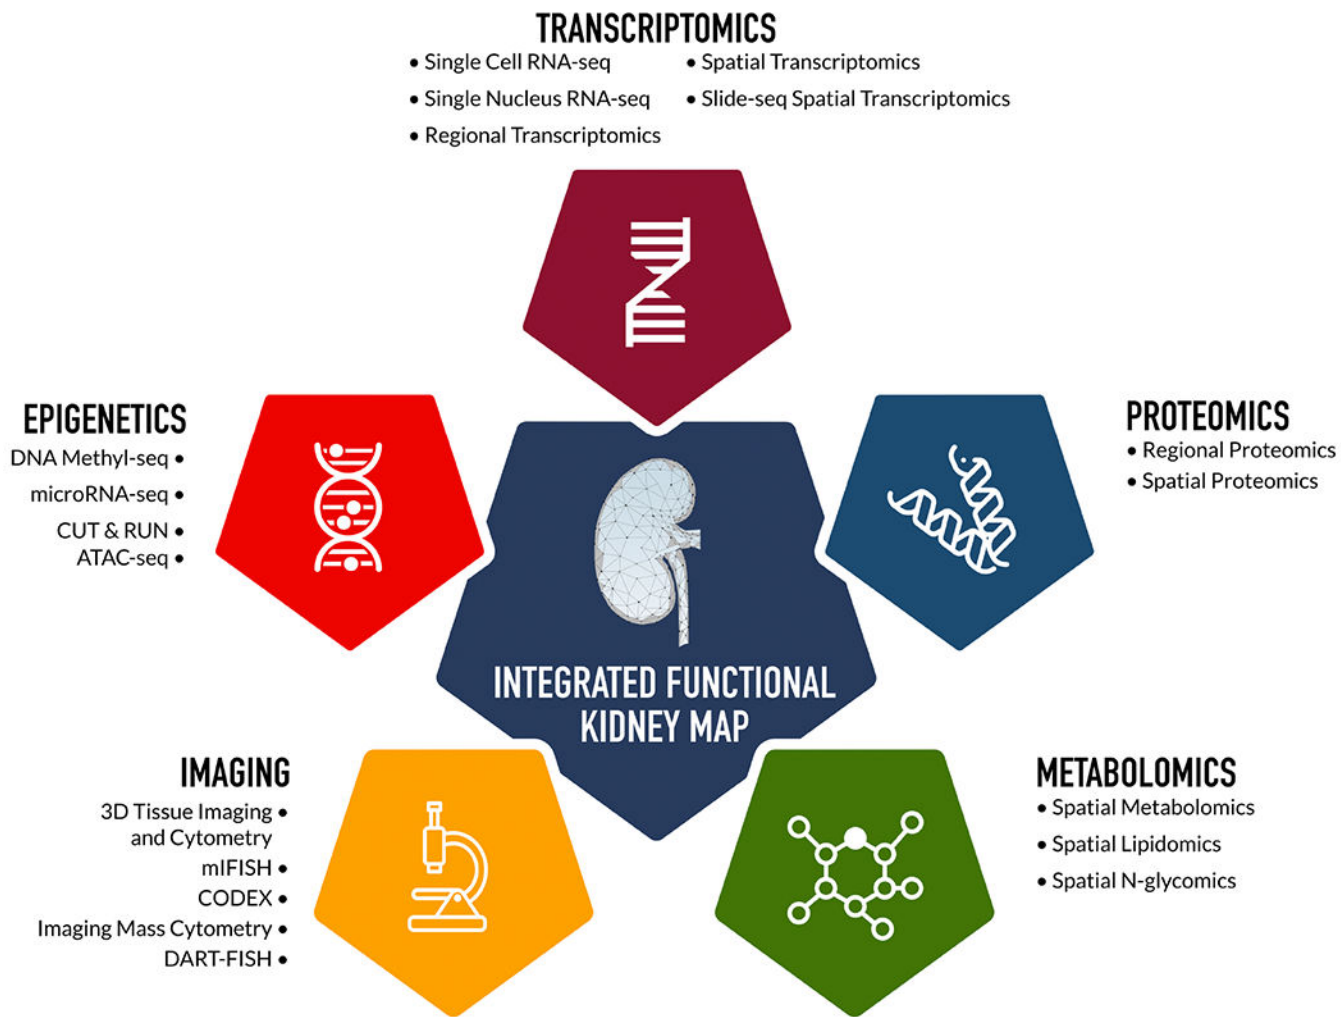 TRANSCRIPTOMICS
• Single Cell RNA-seq
• Single Nucleus RNA-seq
• Regional Transcriptomics
• Spatial Transcriptomics
• Slide-seq Spatial Transcriptomics
EPIGENETICS
DNA Methyl-seq •
microRNA-seq •
CUT & RUN •
ATAC-seq •
PROTEOMICS
• Regional Proteomics
• Spatial Proteomics
INTEGRATED FUNCTIONAL
KIDNEY MAP
IMAGING
3D Tissue Imaging •
and Cytometry
mIFISH •
CODEX •
Imaging Mass Cytometry •
DART-FISH •
METABOLOMICS
• Spatial Metabolomics
• Spatial Lipidomics
• Spatial N-glycomics